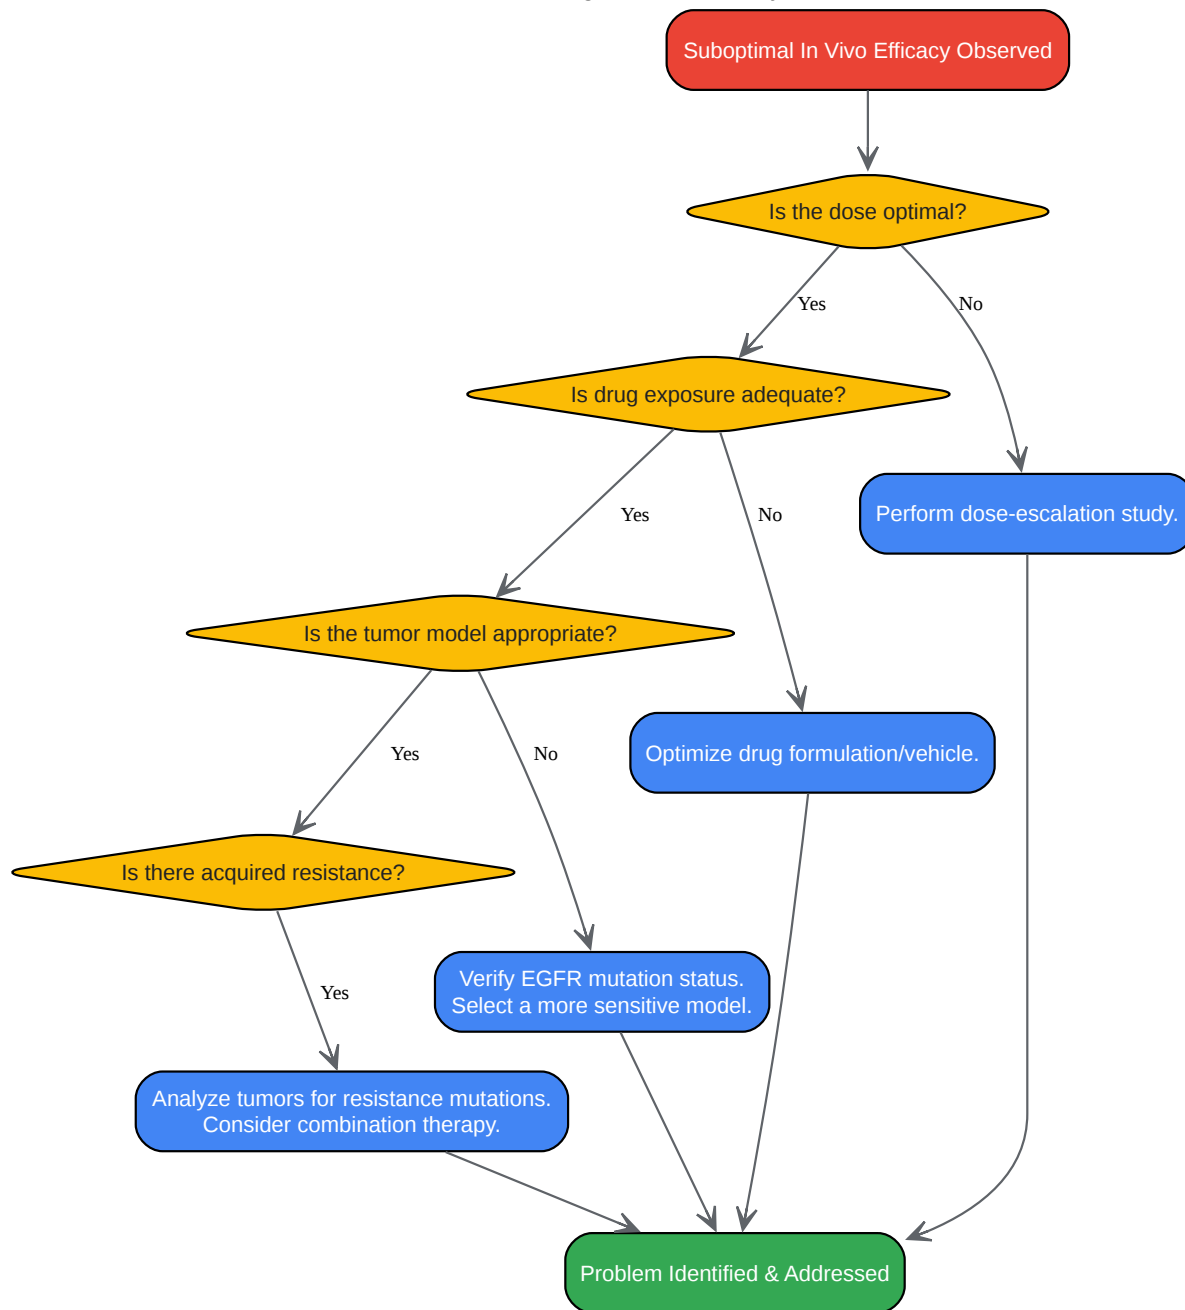 Suboptimal In Vivo Efficacy Observed
Is the dose optimal?
Yes
No
Is drug exposure adequate?
Yes
No
Perform dose-escalation study.
Is the tumor model appropriate?
Yes
No
Optimize drug formulation/vehicle.
Is there acquired resistance?
Yes
Verify EGFR mutation status.
Select a more sensitive model.
Analyze tumors for resistance mutations.
Consider combination therapy.
Problem Identified & Addressed